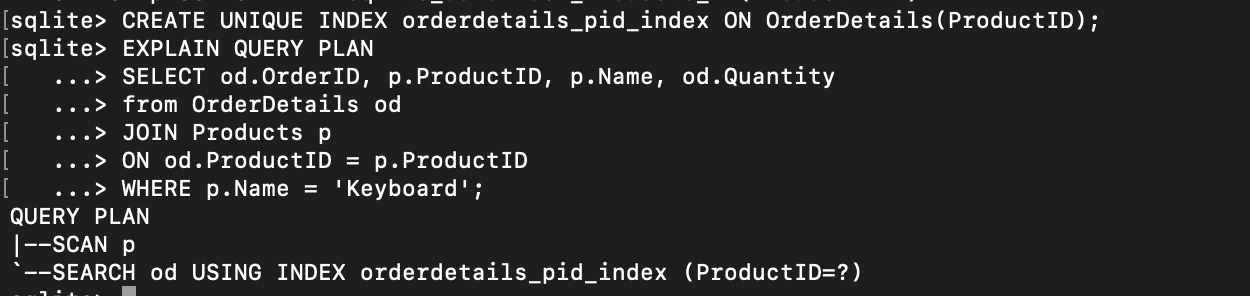 [sqlite> CREATE UNIQUE INDEX orderdetails_pid_index ON OrderDetails(ProductID);
[sqlite> EXPLAIN QUERY PLAN
[   ...> SELECT od.OrderID, p.ProductID, p.Name, od.Quantity
[   ...> from OrderDetails od
[   ...> JOIN Products p
[   ...> ON od.ProductID = p.ProductID
[   ...> WHERE p.Name = 'Keyboard';
QUERY PLAN
|--SCAN p
`--SEARCH od USING INDEX orderdetails_pid_index (ProductID=?)
sqlite>